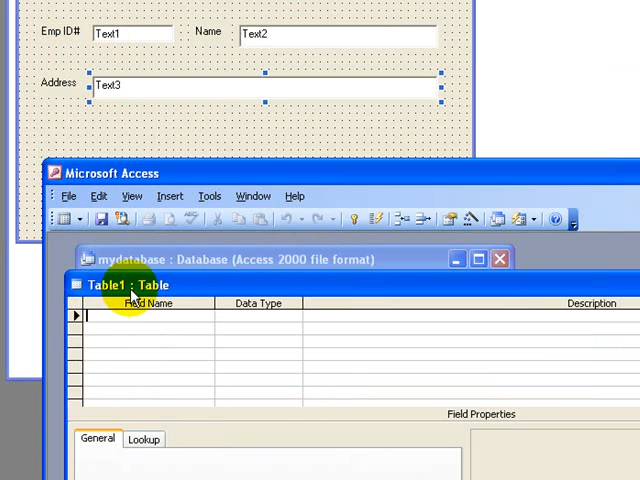 Emp ID# Text1 Name Text2
Address Text3
Microsoft Access
File Edit View Insert Tools Window Help
mydatabase : Database (Access 2000 file format)
Table1 : Table
Field Name Data Type Description
Field Properties
General Lookup